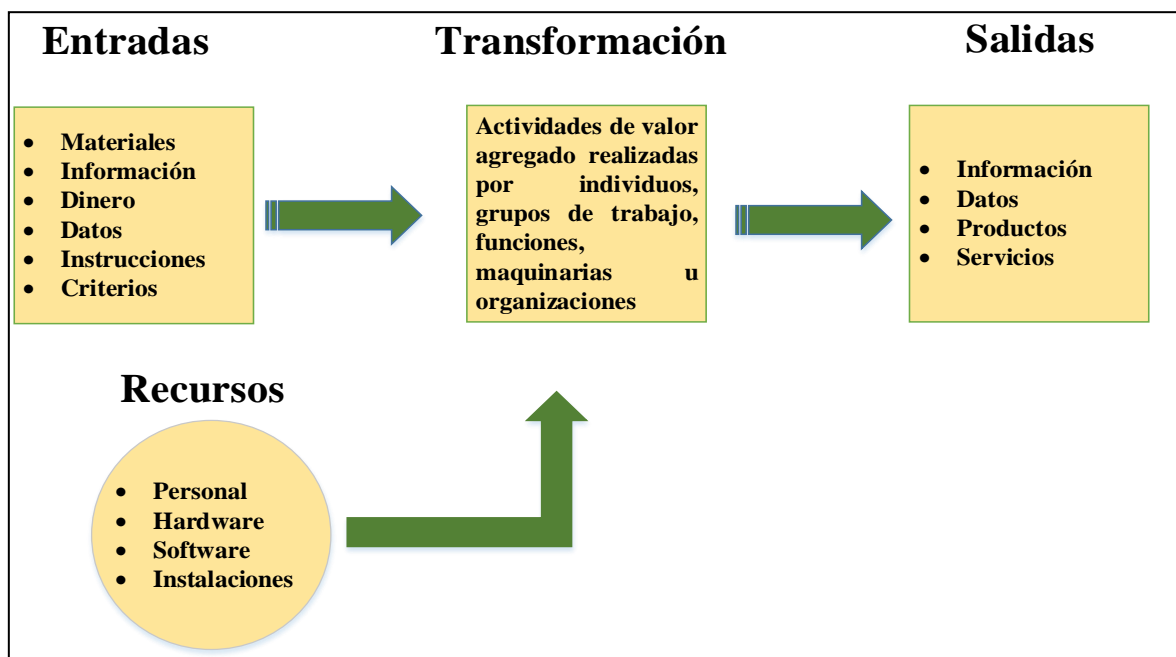 Entradas
Transformación
Salidas
• Materiales
• Información
• Dinero
• Datos
• Instrucciones
• Criterios
Actividades de valor
agregado realizadas
por individuos,
grupos de trabajo,
funciones,
maquinarias u
organizaciones
• Información
• Datos
• Productos
• Servicios
Recursos
• Personal
• Hardware
• Software
• Instalaciones